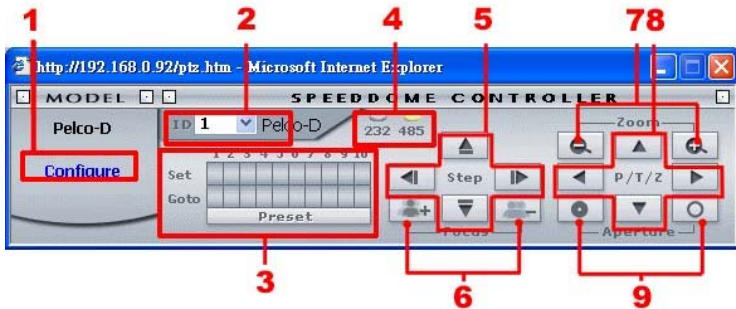 1 2 4 5 78
http://192.168.0.92/ptz.htm - Microsoft Internet Explorer
MODEL SPEEDDOME CONTROLLER
Pelco-D ID 1 Pelco-D 232 485 Zoom
Configure 1 2 3 4 5 6 7 8 9 10
Set Step P/T/Z
Goto
Preset
Focus Aperture
3 6 9